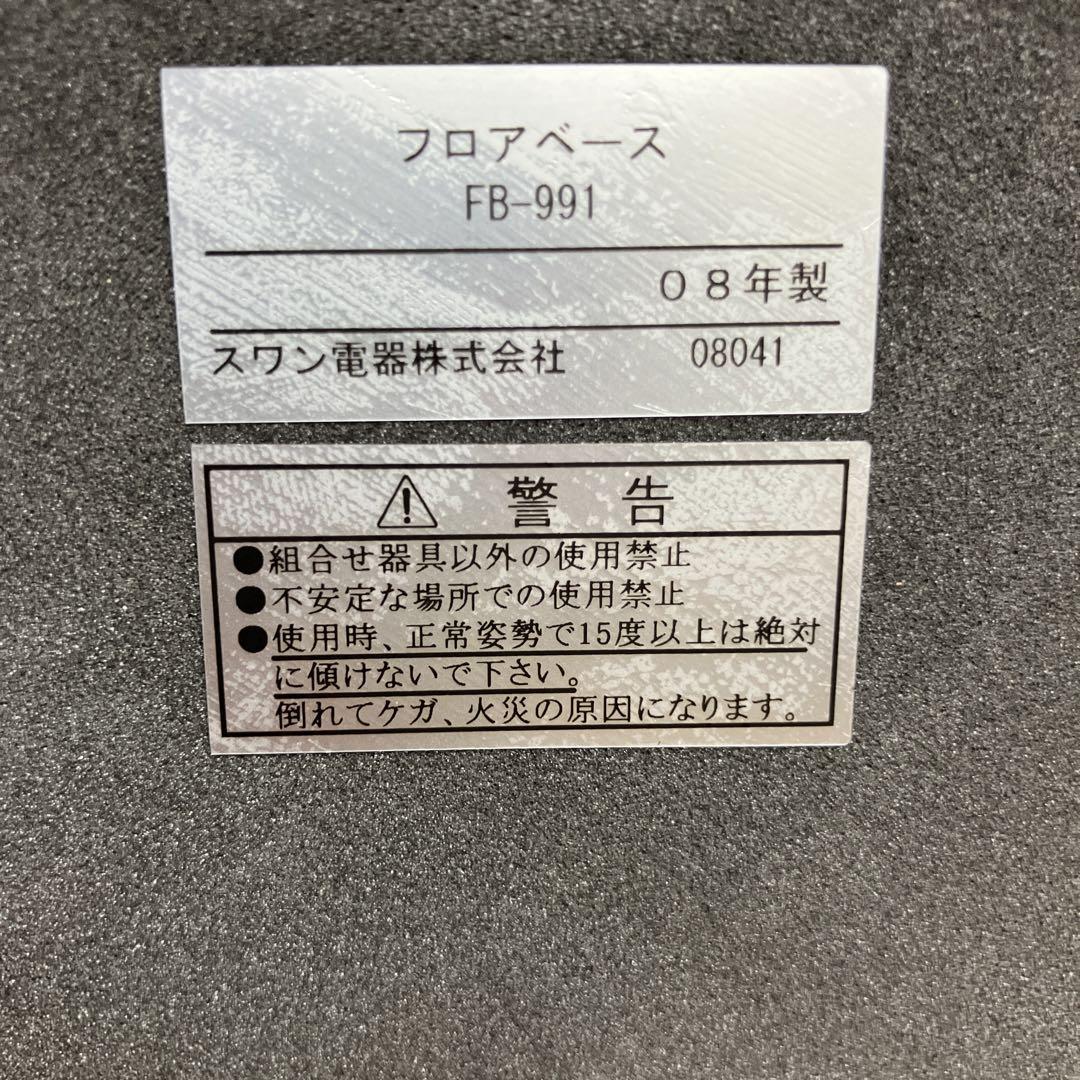 フロアベース
FB-991
08年製
スワン電器株式会社 08041
⚠ 警 告
●組合せ器具以外の使用禁止
●不安定な場所での使用禁止
●使用時、正常姿勢で15度以上は絶対
に傾けないで下さい。
倒れてケガ、火災の原因になります。